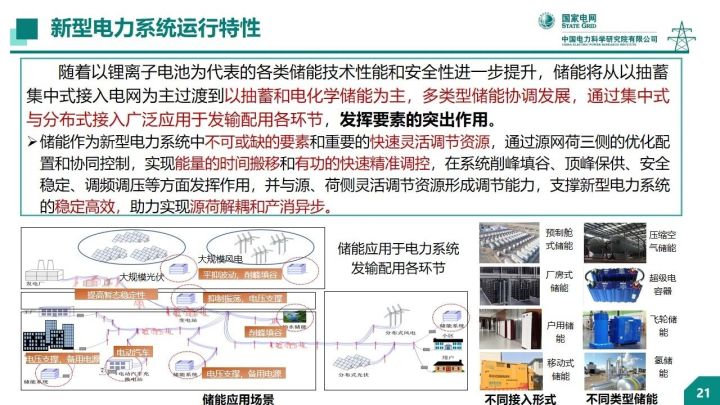 新型电力系统运行特性
国家电网
STATE GRID
中国电力科学研究院有限公司
CHINA ELECTRIC POWER RESEARCH INSTITUTE
随着以锂离子电池为代表的各类储能技术性能和安全性进一步提升，储能将从以抽蓄
集中式接入电网为主过渡到以抽蓄和电化学储能为主，多类型储能协调发展，通过集中式
与分布式接入广泛应用于发输配用各环节，发挥要素的突出作用。
➢储能作为新型电力系统中不可或缺的要素和重要的快速灵活调节资源，通过源网荷三侧的优化配
置和协同控制，实现能量的时间搬移和有功的快速精准调控，在系统削峰填谷、顶峰保供、安全
稳定、调频调压等方面发挥作用，并与源、荷侧灵活调节资源形成调节能力，支撑新型电力系统
的稳定高效，助力实现源荷解耦和产消异步。
储能应用于电力系统
发输配用各环节
发电厂
大规模光伏
大规模风电
平抑波动，削峰填谷
提高暂态稳定性
抑制振荡，电压支撑
变电站
削峰填谷
抽水储能
分布式风电
储能系统
小区
用户
分布式光伏
电压支撑，备用电源
储能系统
电动汽车
电动汽车充
换电站
储能系统
电压支撑，备用电源
储能应用场景
预制舱
式储能
厂房式
储能
户用储
能
移动式
储能
不同接入形式
压缩空
气储能
超级电
容器
飞轮储
能
氢储
能
不同类型储能
21